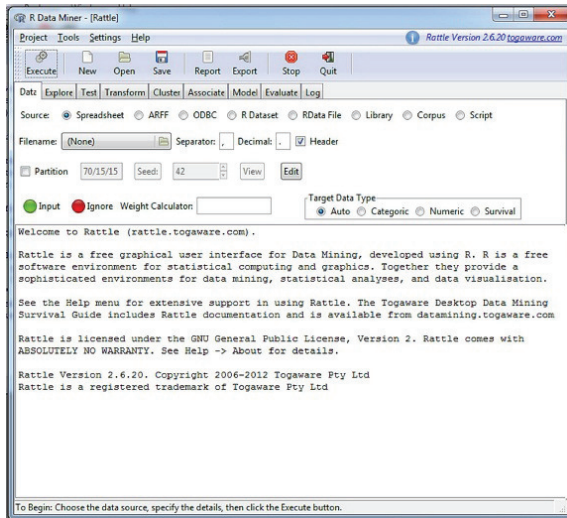 R Data Miner - [Rattle]
Project Tools Settings Help
Rattle Version 2.6.20 togaware.com
Execute New Open Save Report Export Stop Quit
Data Explore Test Transform Cluster Associate Model Evaluate Log
Source: Spreadsheet ARFF ODBC R Dataset RData File Library Corpus Script
Filename: (None) Separator: , Decimal: . Header
Partition 70/15/15 Seed: 42 View Edit
Target Data Type
Input Ignore Weight Calculator: Auto Categoric Numeric Survival
Welcome to Rattle (rattle.togaware.com).
Rattle is a free graphical user interface for Data Mining, developed using R. R is a free
software environment for statistical computing and graphics. Together they provide a
sophisticated environments for data mining, statistical analyses, and data visualisation.
See the Help menu for extensive support in using Rattle. The Togaware Desktop Data Mining
Survival Guide includes Rattle documentation and is available from datamining.togaware.com
Rattle is licensed under the GNU General Public License, Version 2. Rattle comes with
ABSOLUTELY NO WARRANTY. See Help -> About for details.
Rattle Version 2.6.20. Copyright 2006-2012 Togaware Pty Ltd
Rattle is a registered trademark of Togaware Pty Ltd
To Begin: Choose the data source, specify the details, then click the Execute button.